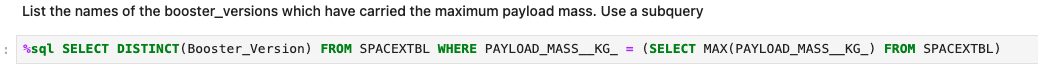 List the names of the booster_versions which have carried the maximum payload mass. Use a subquery
: %sql SELECT DISTINCT(Booster_Version) FROM SPACEXTBL WHERE PAYLOAD_MASS__KG_ = (SELECT MAX(PAYLOAD_MASS__KG_) FROM SPACEXTBL)